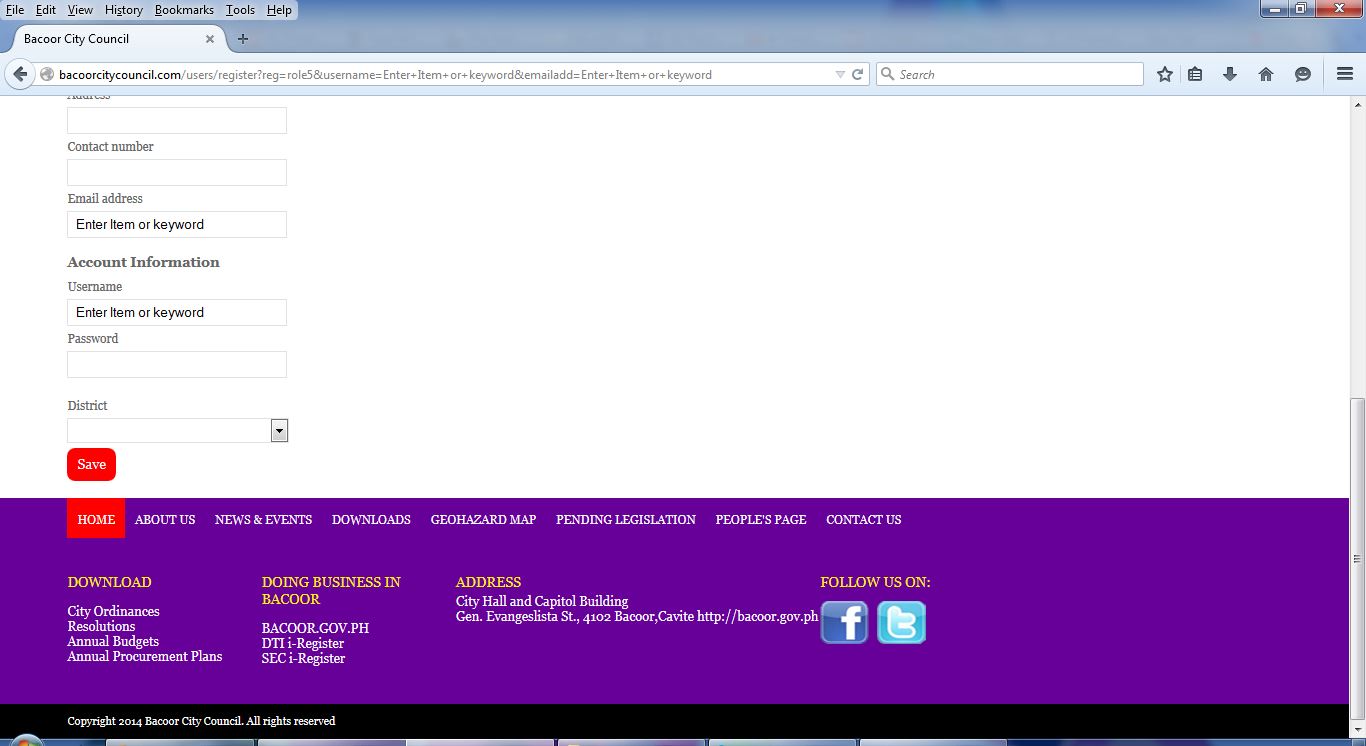 File Edit View History Bookmarks Tools Help
Bacoor City Council
bacoorcitycouncil.com/users/register?reg=role5&username=Enter+Item+or+keyword&emailadd=Enter+Item+or+keyword
Search
Address
Contact number
Email address
Enter Item or keyword
Account Information
Username
Enter Item or keyword
Password
District
Save
HOME ABOUT US NEWS & EVENTS DOWNLOADS GEOHAZARD MAP PENDING LEGISLATION PEOPLE'S PAGE CONTACT US
DOWNLOAD
City Ordinances
Resolutions
Annual Budgets
Annual Procurement Plans
DOING BUSINESS IN
BACOOR
BACOOR.GOV.PH
DTI i-Register
SEC i-Register
ADDRESS
City Hall and Capitol Building
Gen. Evangeslista St., 4102 Bacoor,Cavite http://bacoor.gov.ph
FOLLOW US ON:
Copyright 2014 Bacoor City Council. All rights reserved